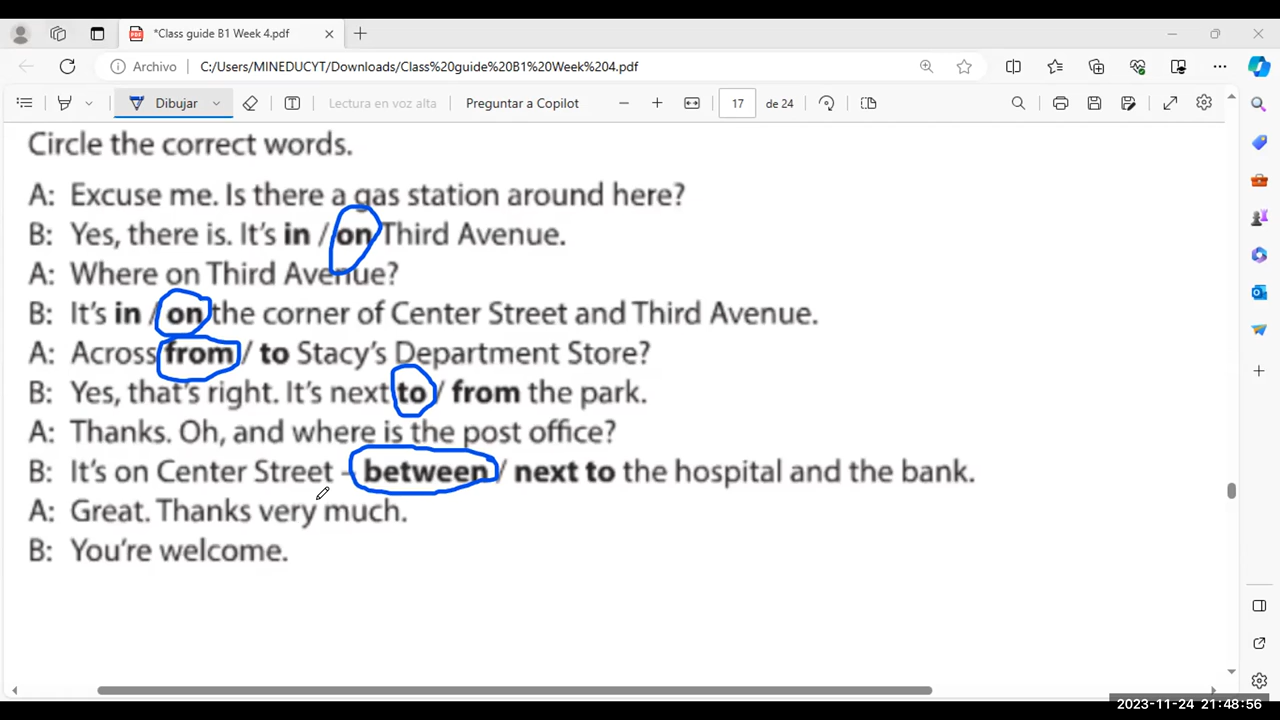 *Class guide B1 Week 4.pdf
Archivo C:/Users/MINEDUCYT/Downloads/Class%20guide%20B1%20Week%204.pdf
Dibujar Lectura en voz alta Preguntar a Copilot 17 de 24
Circle the correct words.
A: Excuse me. Is there a gas station around here?
B: Yes, there is. It's in / on Third Avenue.
A: Where on Third Avenue?
B: It's in / on the corner of Center Street and Third Avenue.
A: Across from / to Stacy's Department Store?
B: Yes, that's right. It's next to / from the park.
A: Thanks. Oh, and where is the post office?
B: It's on Center Street – between / next to the hospital and the bank.
A: Great. Thanks very much.
B: You're welcome.
2023-11-24 21:48:56